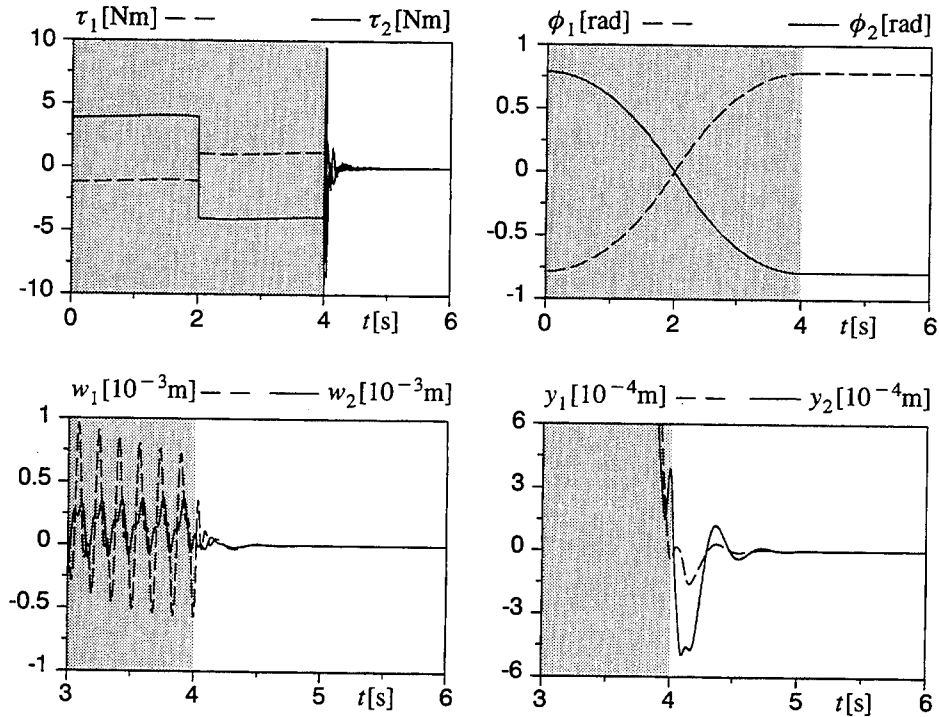 τ₁[Nm] τ₂[Nm]
10
5
0
-5
-10
0 2 4 t[s] 6
ϕ₁[rad] ϕ₂[rad]
1
0.5
0
-0.5
-1
0 2 4 t[s] 6
w₁[10⁻³m] w₂[10⁻³m]
1
0.5
0
-0.5
-1
3 4 5 t[s] 6
y₁[10⁻⁴m] y₂[10⁻⁴m]
6
3
0
-3
-6
3 4 5 t[s] 6